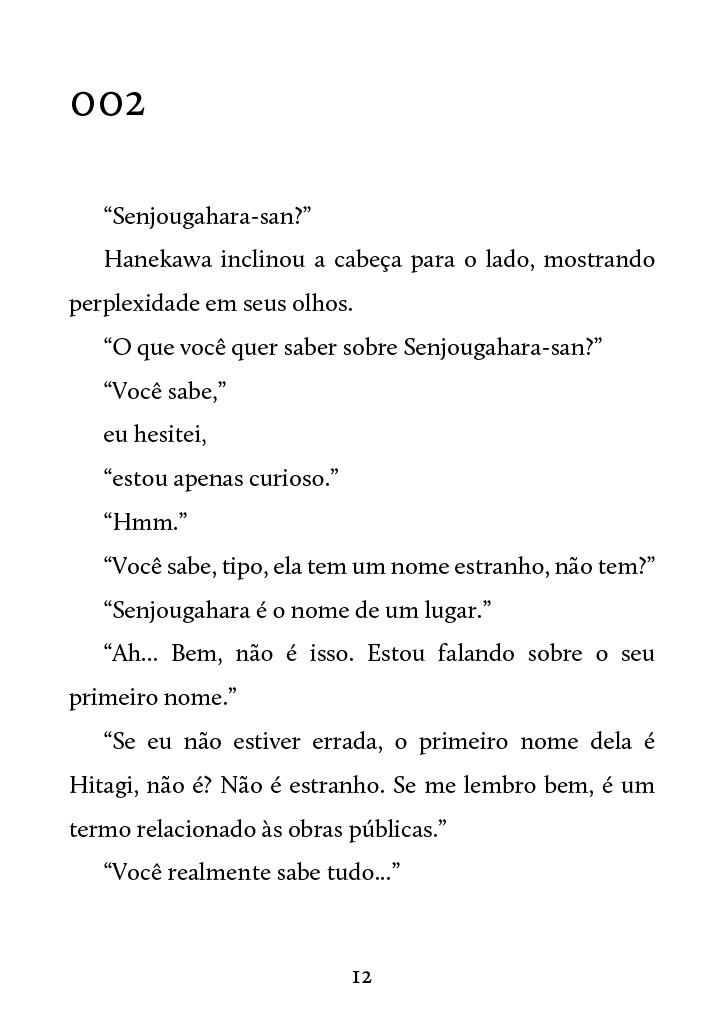 002
“Senjougahara-san?”
Hanekawa inclinou a cabeça para o lado, mostrando
perplexidade em seus olhos.
“O que você quer saber sobre Senjougahara-san?”
“Você sabe,”
eu hesitei,
“estou apenas curioso.”
“Hmm.”
“Você sabe, tipo, ela tem um nome estranho, não tem?”
“Senjougahara é o nome de um lugar.”
“Ah... Bem, não é isso. Estou falando sobre o seu
primeiro nome.”
“Se eu não estiver errada, o primeiro nome dela é
Hitagi, não é? Não é estranho. Se me lembro bem, é um
termo relacionado às obras públicas.”
“Você realmente sabe tudo...”
12